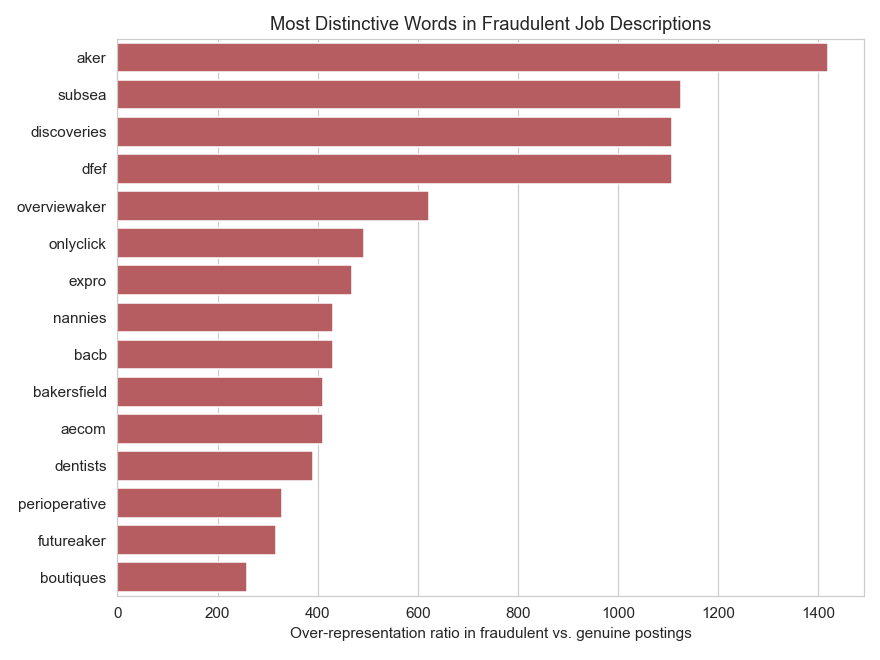 Most Distinctive Words in Fraudulent Job Descriptions
aker
subsea
discoveries
dfef
overviewaker
onlyclick
expro
nannies
bacb
bakersfield
aecom
dentists
perioperative
futureaker
boutiques
0 200 400 600 800 1000 1200 1400
Over-representation ratio in fraudulent vs. genuine postings